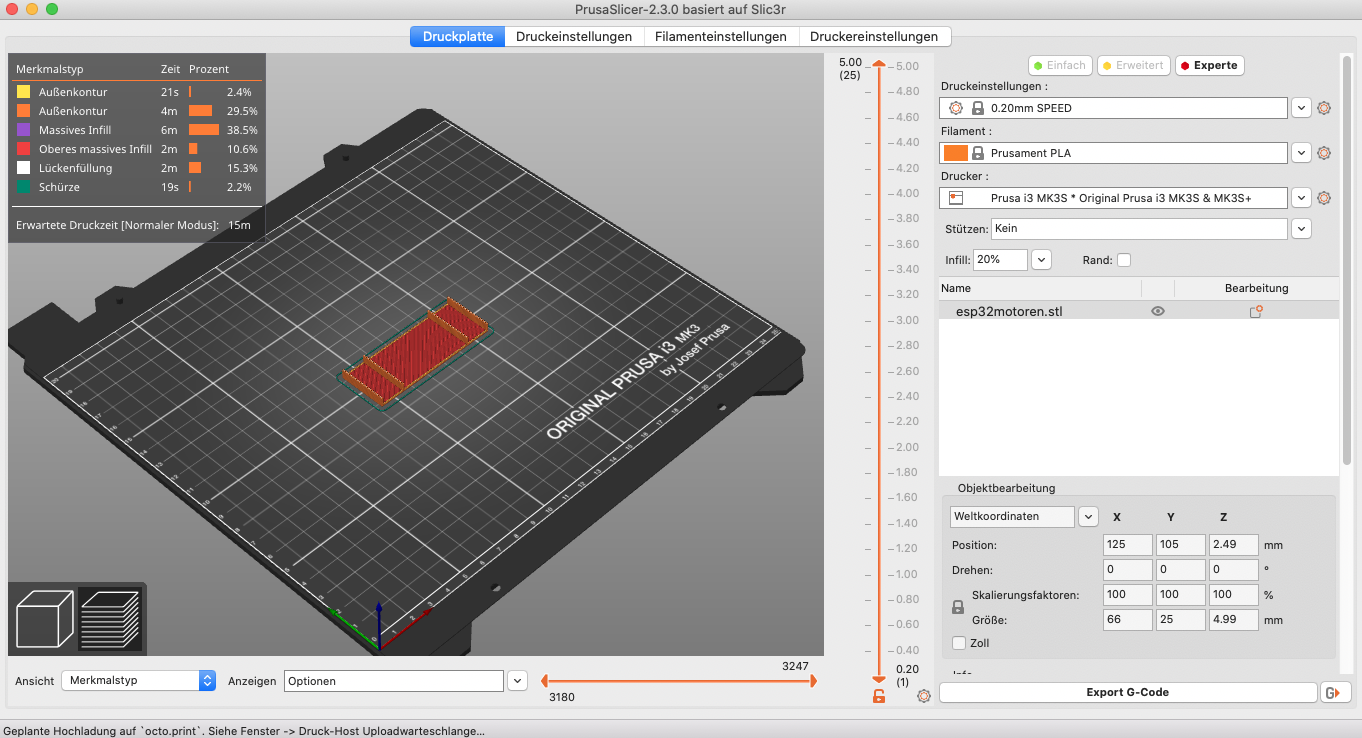 PrusaSlicer-2.3.0 basiert auf Slic3r
Druckplatte Druckeinstellungen Filamenteinstellungen Druckereinstellungen
Merkmalstyp Zeit Prozent
Außenkontur 21s 2.4%
Außenkontur 4m 29.5%
Massives Infill 6m 38.5%
Oberes massives Infill 2m 10.6%
Lückenfüllung 2m 15.3%
Schürze 19s 2.2%
Erwartete Druckzeit [Normaler Modus]: 15m
ORIGINAL PRUSA i3 MK3
by Josef Prusa
Ansicht Merkmalstyp Anzeigen Optionen
3247
3180
5.00
(25)
5.00
4.80
4.60
4.40
4.20
4.00
3.80
3.60
3.40
3.20
3.00
2.80
2.60
2.40
2.20
2.00
1.80
1.60
1.40
1.20
1.00
0.80
0.60
0.40
0.20
(1)
Einfach Erweitert Experte
Druckeinstellungen :
0.20mm SPEED
Filament :
Prusament PLA
Drucker :
Prusa i3 MK3S * Original Prusa i3 MK3S & MK3S+
Stützen: Kein
Infill: 20% Rand:
Name Bearbeitung
esp32motoren.stl
Objektbearbeitung
Weltkoordinaten X Y Z
Position: 125 105 2.49 mm
Drehen: 0 0 0 °
Skalierungsfaktoren: 100 100 100 %
Größe: 66 25 4.99 mm
Zoll
Export G-Code
G
Geplante Hochladung auf `octo.print`. Siehe Fenster -> Druck-Host Uploadwarteschlange...